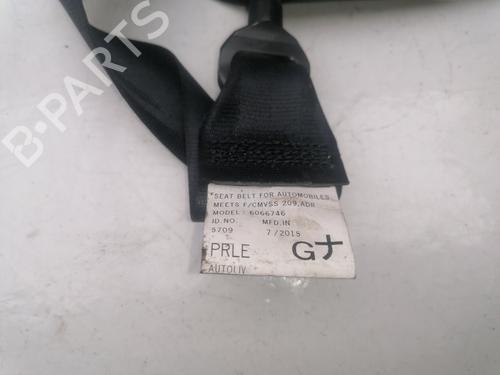 B-PARTS
*SEAT BELT FOR AUTOMOBILES
MEETS F/CMVSS 209,ADR
MODEL: 6066746
ID.NO. MFD.IN
5709 7/2015
PRLE G+
AUTOLIV